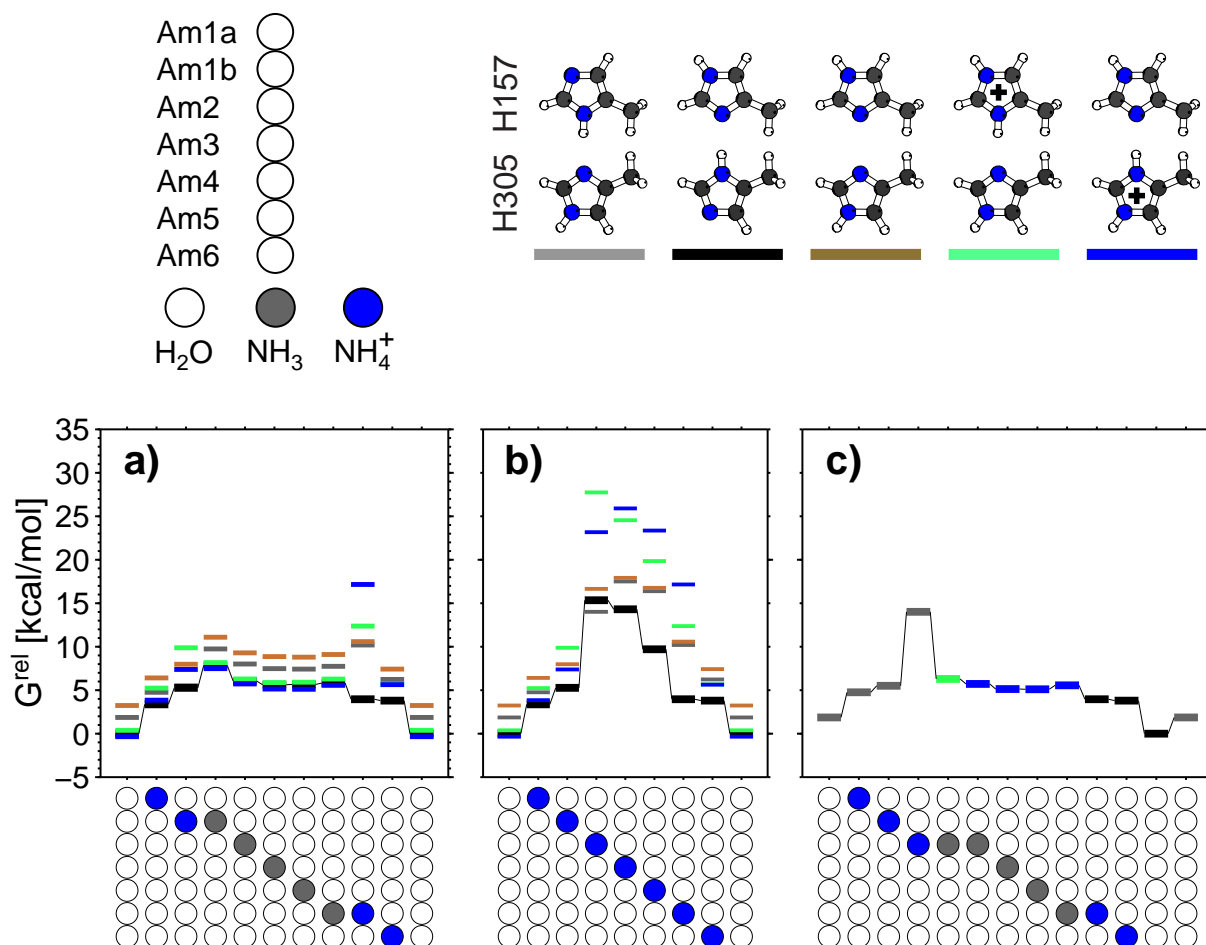 Am1a
Am1b
Am2
Am3
Am4
Am5
Am6
H₂O NH₃ NH₄⁺
H157
H305
+
+
a) b) c)
Gʳᵉˡ [kcal/mol]
35
30
25
20
15
10
5
0
−5